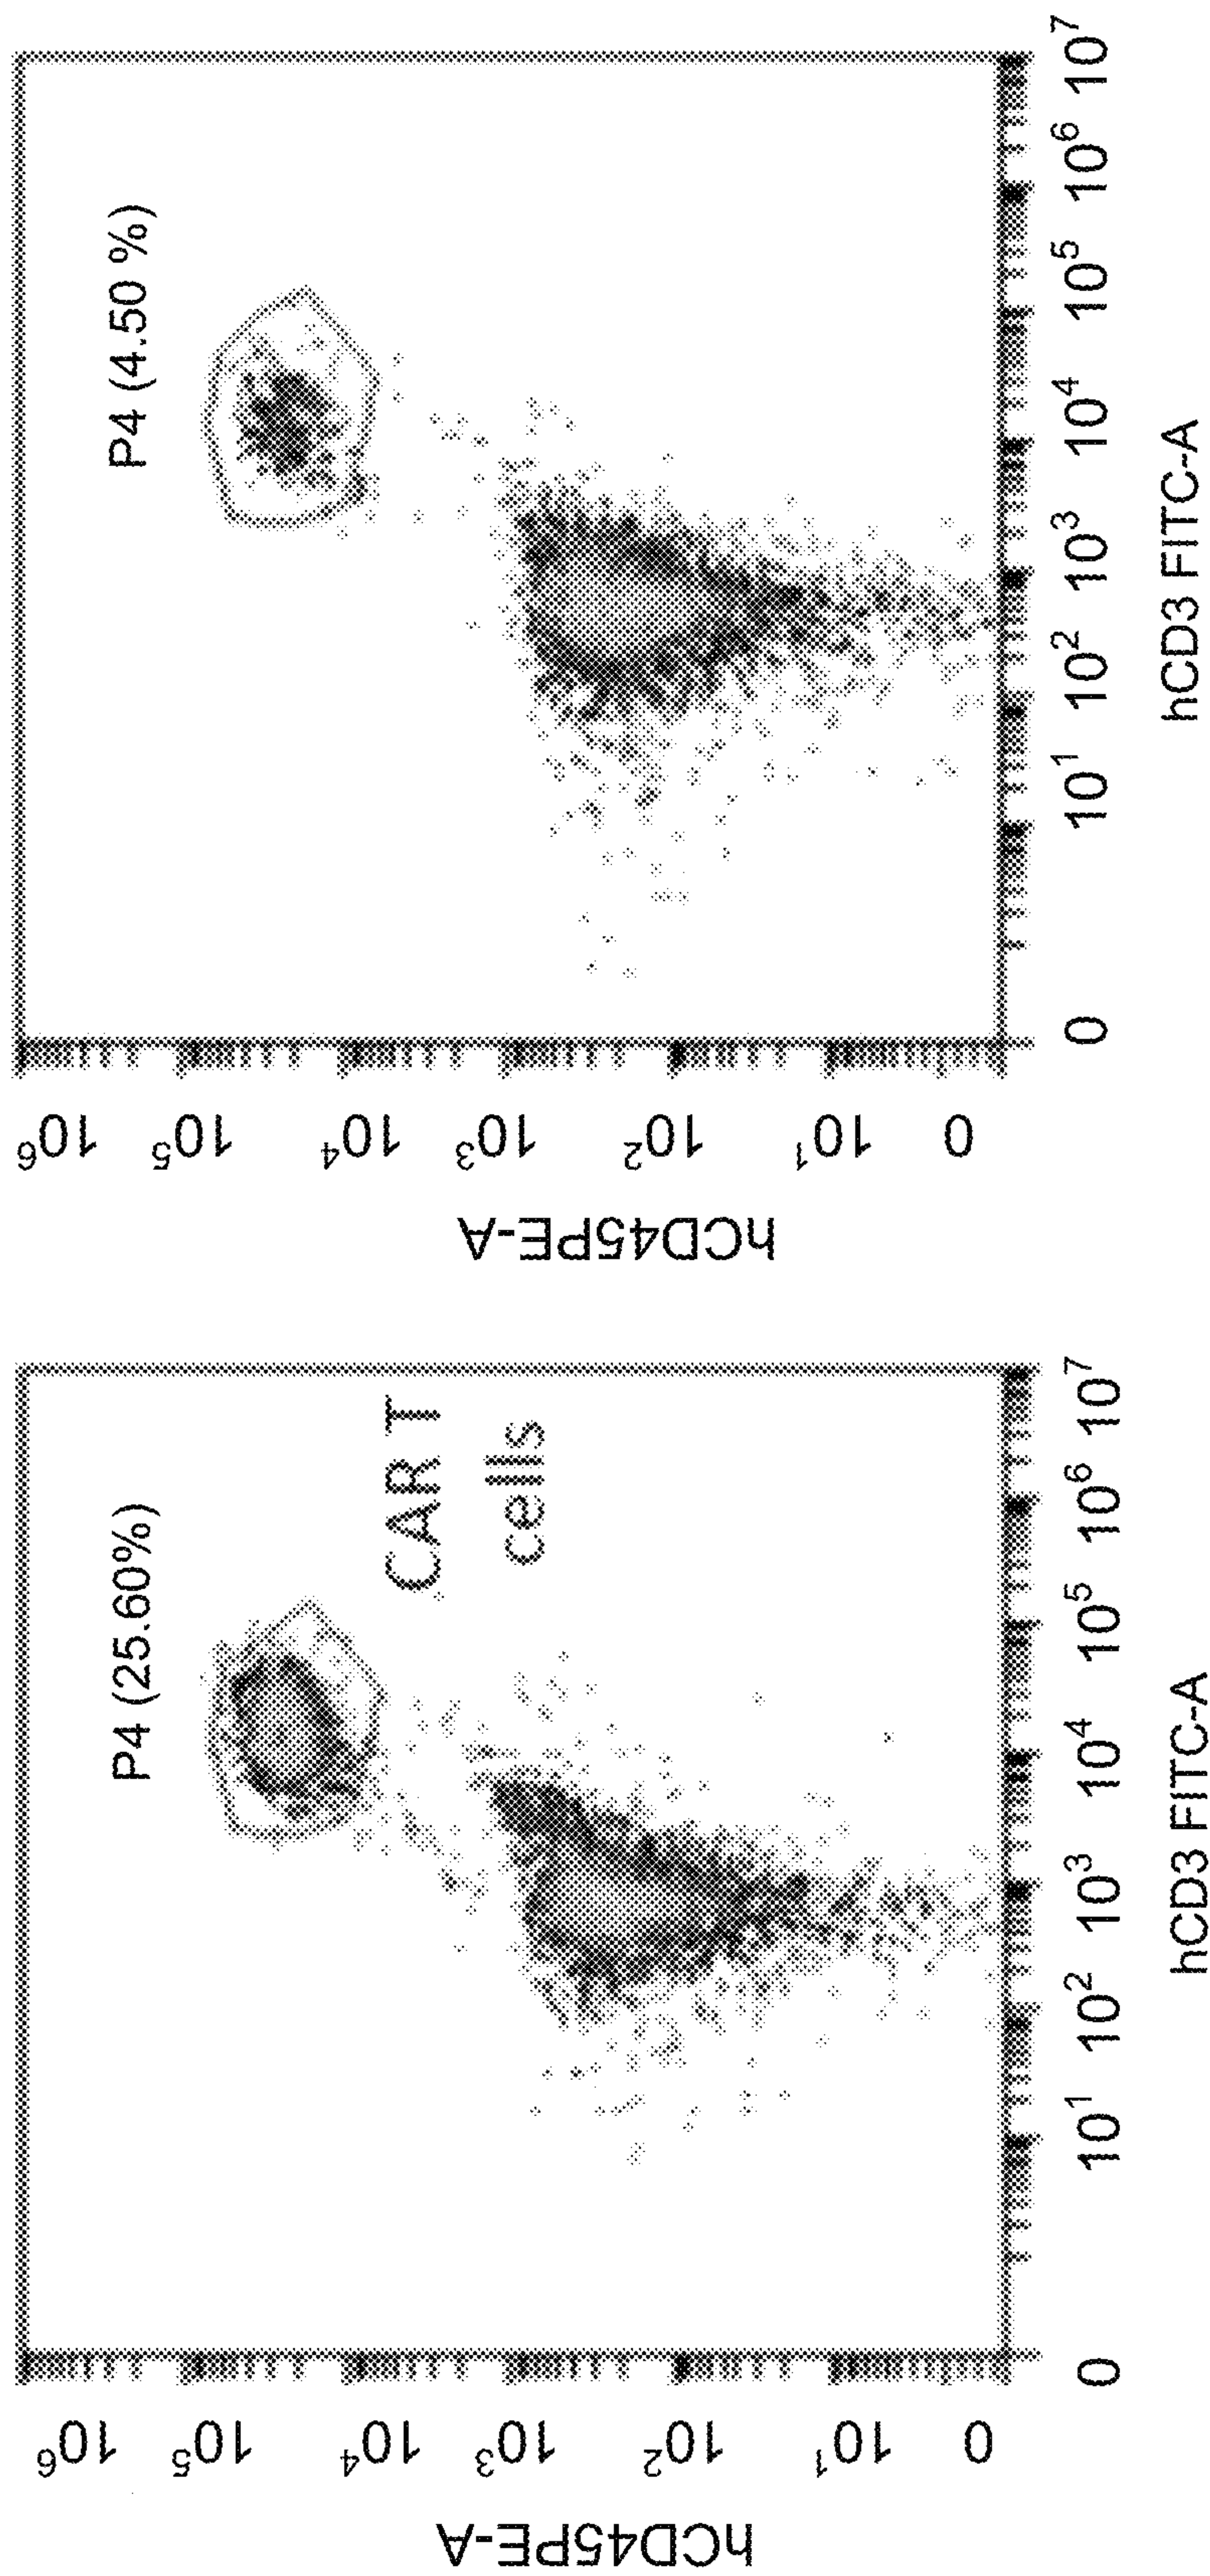 P4 (25.60%)
CAR T
cells
hCD45PE-A
10⁶
10⁵
10⁴
10³
10²
10¹
0
0 10¹ 10² 10³ 10⁴ 10⁵ 10⁶ 10⁷
hCD3 FITC-A
P4 (4.50 %)
hCD45PE-A
10⁶
10⁵
10⁴
10³
10²
10¹
0
0 10¹ 10² 10³ 10⁴ 10⁵ 10⁶ 10⁷
hCD3 FITC-A